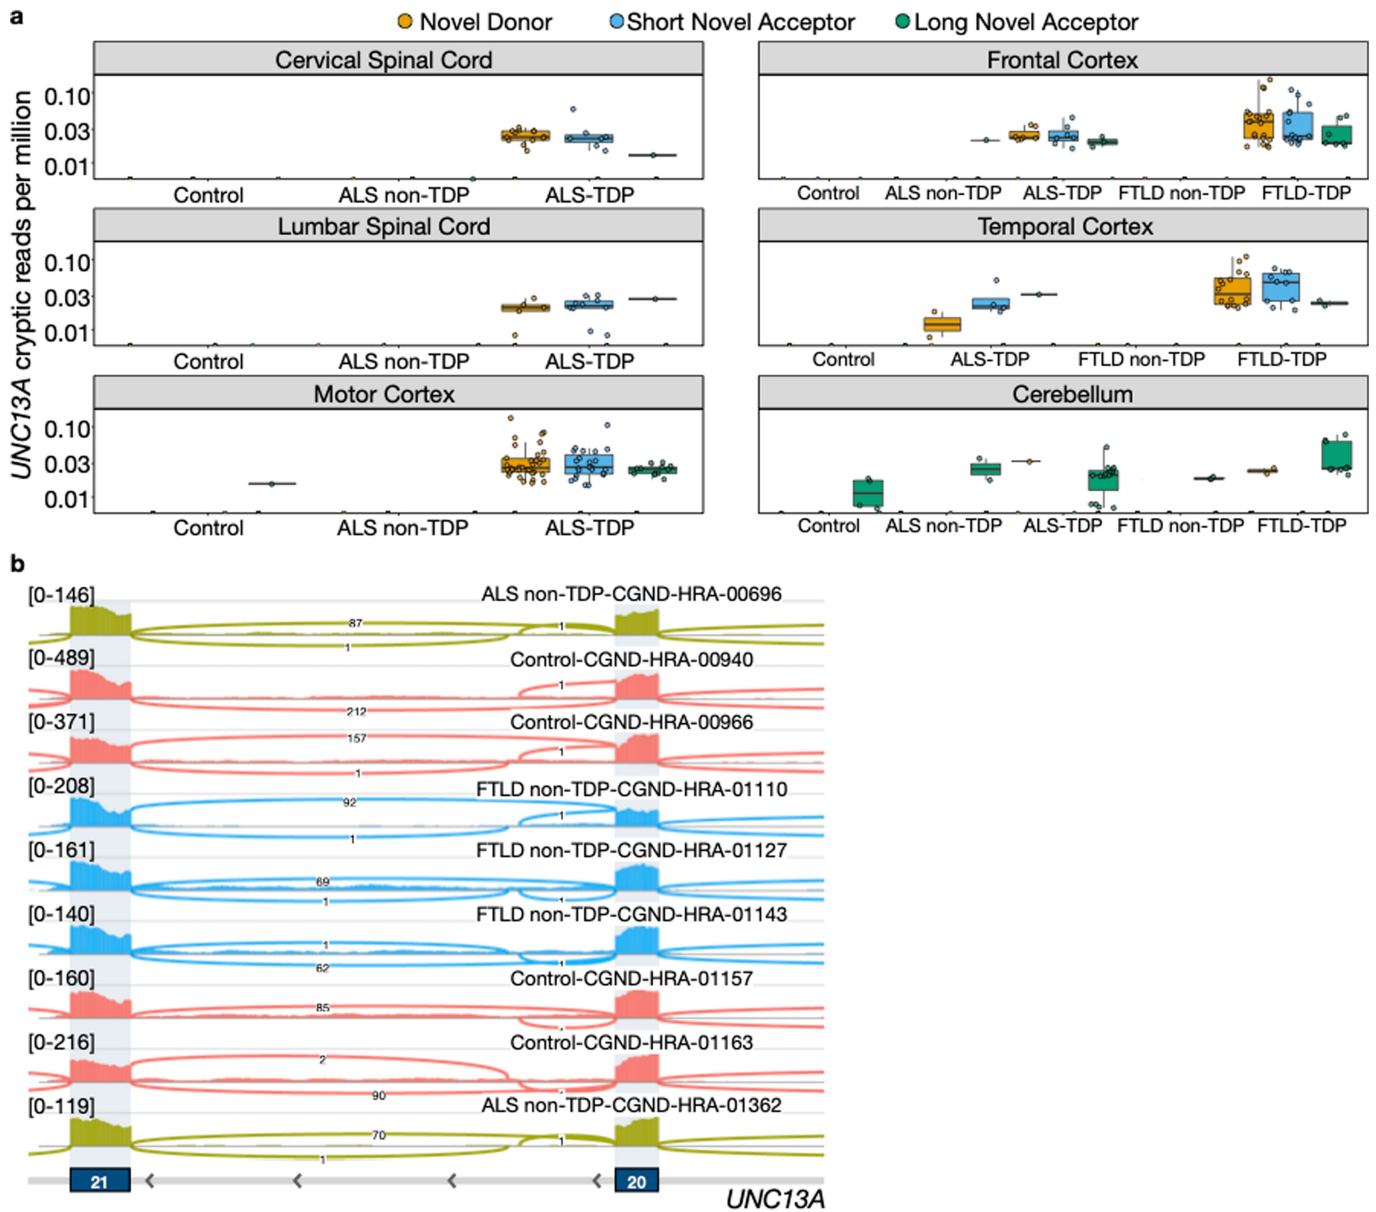 a
Novel Donor Short Novel Acceptor Long Novel Acceptor
UNC13A cryptic reads per million
Cervical Spinal Cord
0.10
0.03
0.01
Control ALS non-TDP ALS-TDP
Frontal Cortex
Control ALS non-TDP ALS-TDP FTLD non-TDP FTLD-TDP
Lumbar Spinal Cord
0.10
0.03
0.01
Control ALS non-TDP ALS-TDP
Temporal Cortex
Control ALS-TDP FTLD non-TDP FTLD-TDP
Motor Cortex
0.10
0.03
0.01
Control ALS non-TDP ALS-TDP
Cerebellum
Control ALS non-TDP ALS-TDP FTLD non-TDP FTLD-TDP
b
[0-146] ALS non-TDP-CGND-HRA-00696
87 1
1
[0-489] Control-CGND-HRA-00940
1
212
[0-371] Control-CGND-HRA-00966
157 1
1
[0-208] FTLD non-TDP-CGND-HRA-01110
92 1
1
[0-161] FTLD non-TDP-CGND-HRA-01127
69
1 1
[0-140] FTLD non-TDP-CGND-HRA-01143
1
62 1
[0-160] Control-CGND-HRA-01157
85
[0-216] Control-CGND-HRA-01163
2
90
[0-119] ALS non-TDP-CGND-HRA-01362
70 1
1
21 20
UNC13A